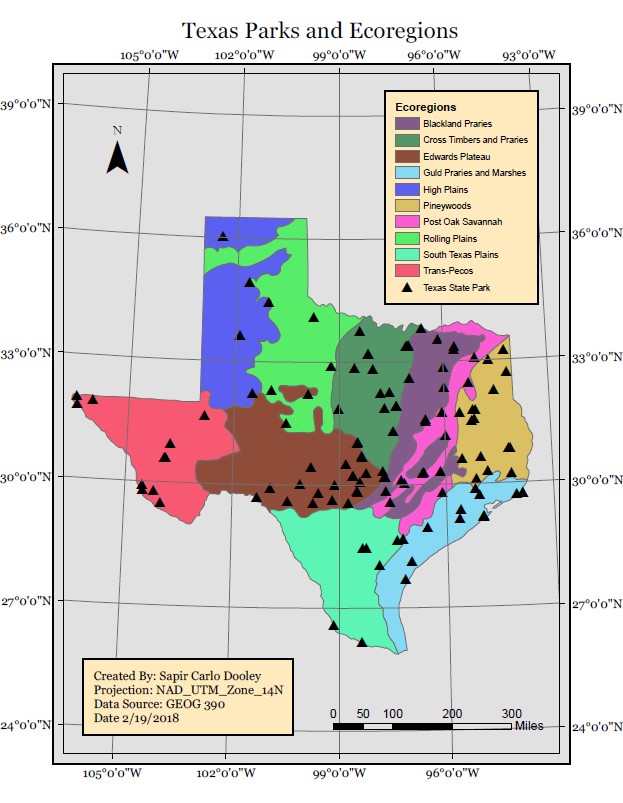 Texas Parks and Ecoregions
105°0'0"W 102°0'0"W 99°0'0"W 96°0'0"W 93°0'0"W
39°0'0"N 39°0'0"N
Ecoregions
Blackland Praries
Cross Timbers and Praries
Edwards Plateau
Guld Praries and Marshes
High Plains
Pineywoods
Post Oak Savannah
Rolling Plains
South Texas Plains
Trans-Pecos
Texas State Park
N
36°0'0"N 36°0'0"N
33°0'0"N 33°0'0"N
30°0'0"N 30°0'0"N
27°0'0"N 27°0'0"N
Created By: Sapir Carlo Dooley
Projection: NAD_UTM_Zone_14N
Data Source: GEOG 390
Date 2/19/2018
0 50 100 200 300
Miles
24°0'0"N 24°0'0"N
105°0'0"W 102°0'0"W 99°0'0"W 96°0'0"W